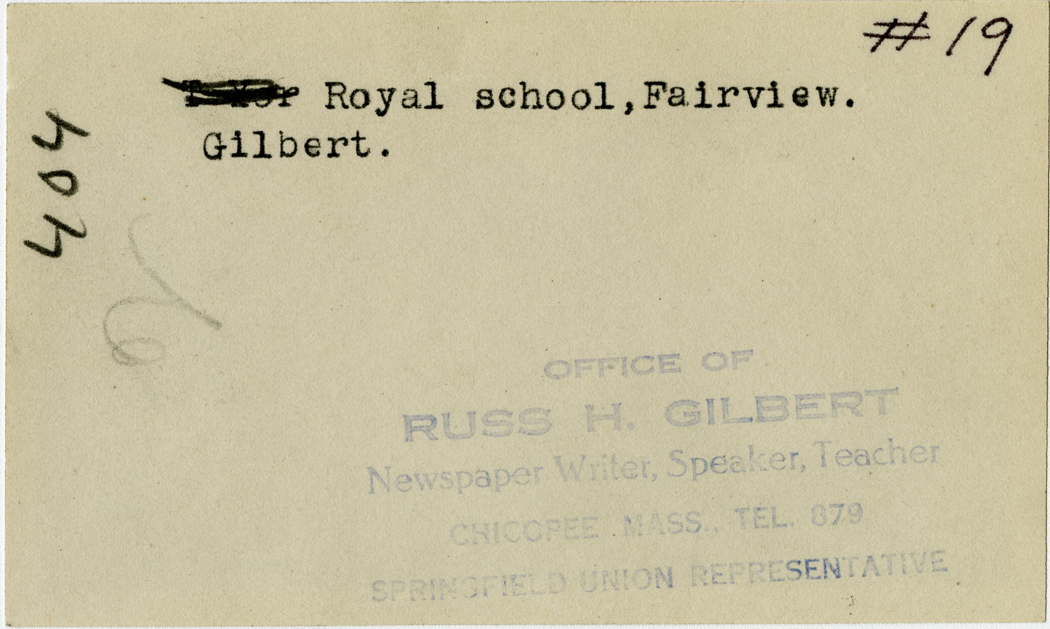 #19
Royal school,Fairview.
Gilbert.
404
OFFICE OF
RUSS H. GILBERT
Newspaper Writer, Speaker, Teacher
CHICOPEE MASS., TEL. 879
SPRINGFIELD UNION REPRESENTATIVE